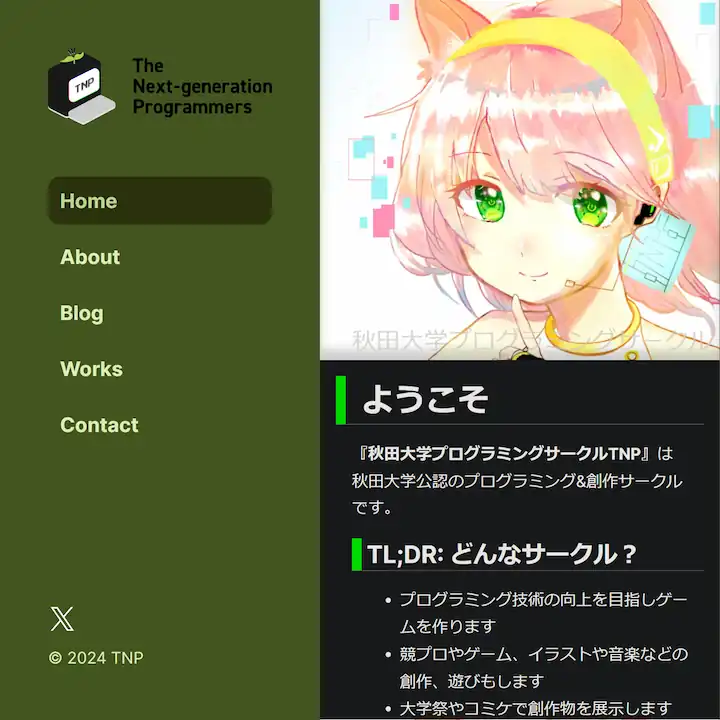 TNP
The
Next-generation
Programmers
Home
About
Blog
Works
Contact
© 2024 TNP
秋田大学プログラミングサークル
ようこそ
『秋田大学プログラミングサークルTNP』は
秋田大学公認のプログラミング&創作サークル
です。
TL;DR: どんなサークル？
• プログラミング技術の向上を目指しゲー
ムを作ります
• 競プロやゲーム、イラストや音楽などの
創作、遊びもします
• 大学祭やコミケで創作物を展示します